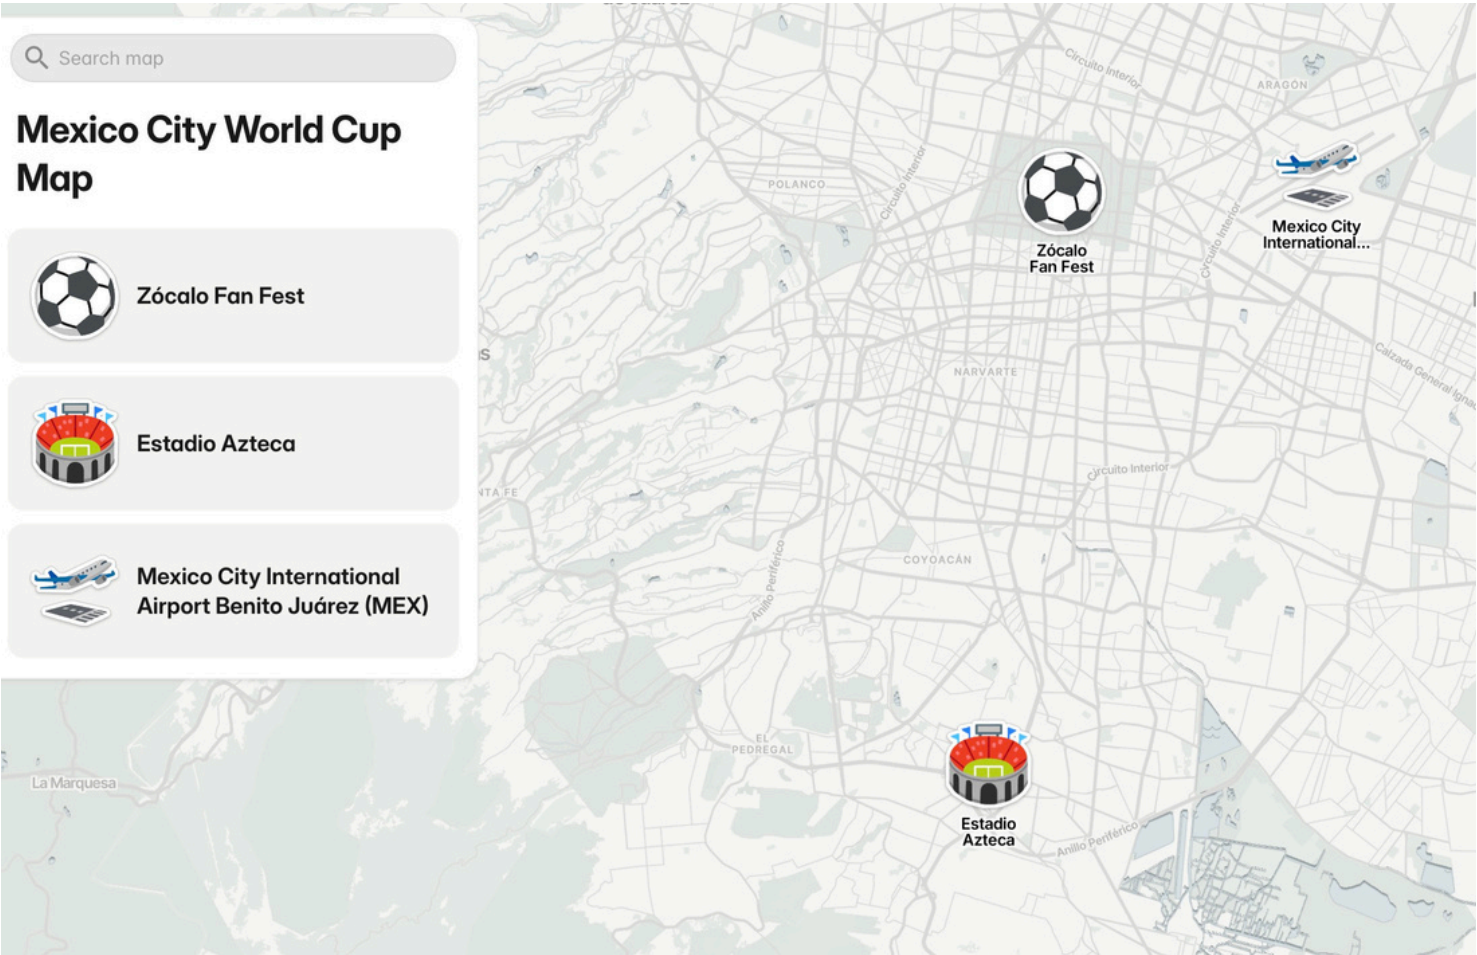 Search map
Mexico City World Cup
Map
Zócalo Fan Fest
Estadio Azteca
Mexico City International
Airport Benito Juárez (MEX)
Circuito Interior
ARAGÓN
POLANCO
Circuito Interior
Zócalo
Fan Fest
Mexico City
International...
Circuito Interior
NARVARTE
Calzada General Ignac
Circuito Interior
NTA FE
COYOACÁN
Anillo Periférico
EL
PEDREGAL
La Marquesa
Estadio
Azteca
Anillo Periférico